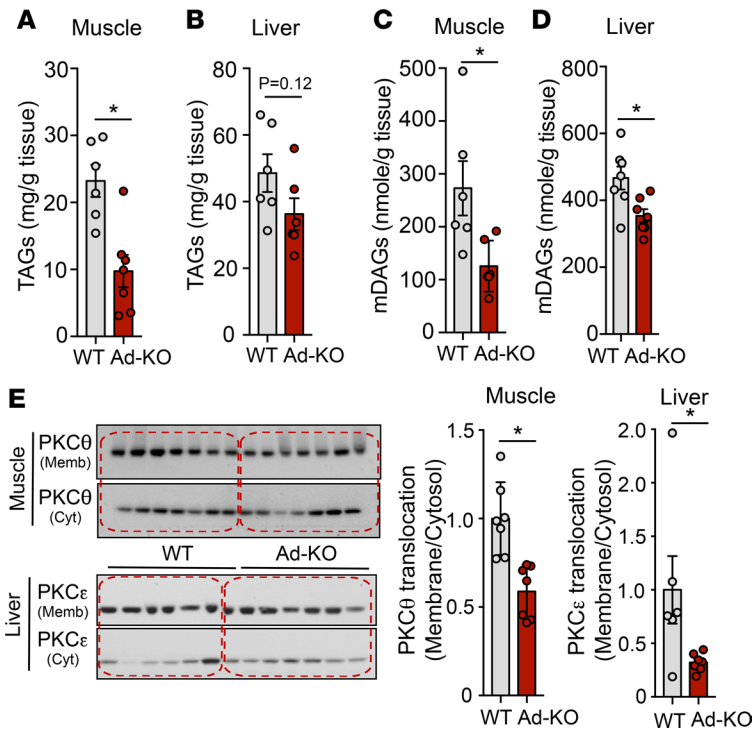 A
Muscle
TAGs (mg/g tissue)
30
20
10
0
*
WT Ad-KO
B
Liver
TAGs (mg/g tissue)
80
60
40
20
0
P=0.12
WT Ad-KO
C
Muscle
mDAGs (nmole/g tissue)
500
400
300
200
100
0
*
WT Ad-KO
D
Liver
mDAGs (nmole/g tissue)
800
600
400
200
0
*
WT Ad-KO
E
Muscle
PKCθ
(Memb)
PKCθ
(Cyt)
WT
Ad-KO
Liver
PKCε
(Memb)
PKCε
(Cyt)
Muscle
PKCθ translocation
(Membrane/Cytosol)
1.5
1.0
0.5
0
*
WT Ad-KO
Liver
PKCε translocation
(Membrane/Cytosol)
2.0
1.5
1.0
0.5
0
*
WT Ad-KO